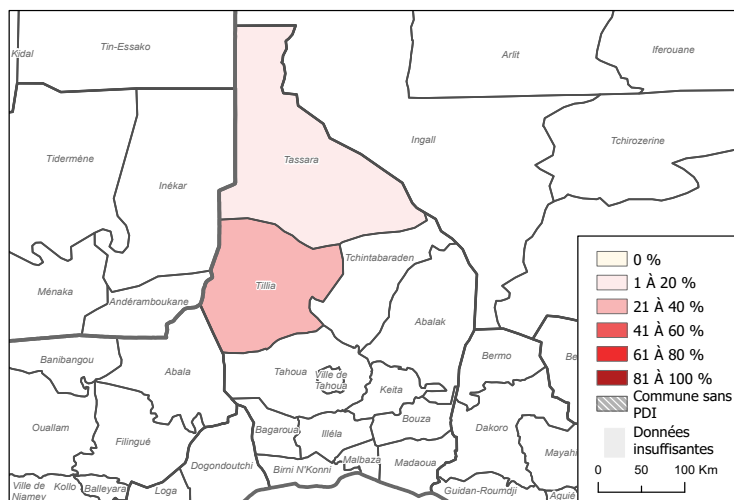 Kidal
Tin-Essako
Arlit
Iferouane
Tidermène
Inékar
Tassara
Ingall
Tchirozerine
Ménaka
Andéramboukane
Tillia
Tchintabaraden
Abalak
Banibangou
Abala
Tahoua
Ville de
Tahoua
Keita
Bermo
Be
Ouallam
Filingué
Bagaroua
Illéla
Bouza
Dakoro
Mayahi
Ville de
Niamey
Kollo
Balleyara
Loga
Dogondoutchi
Birni N'Konni
Malbaza
Madaoua
Guidan-Roumdji
Aguié
0 %
1 À 20 %
21 À 40 %
41 À 60 %
61 À 80 %
81 À 100 %
Commune sans
PDI
Données
insuffisantes
0 50 100 Km